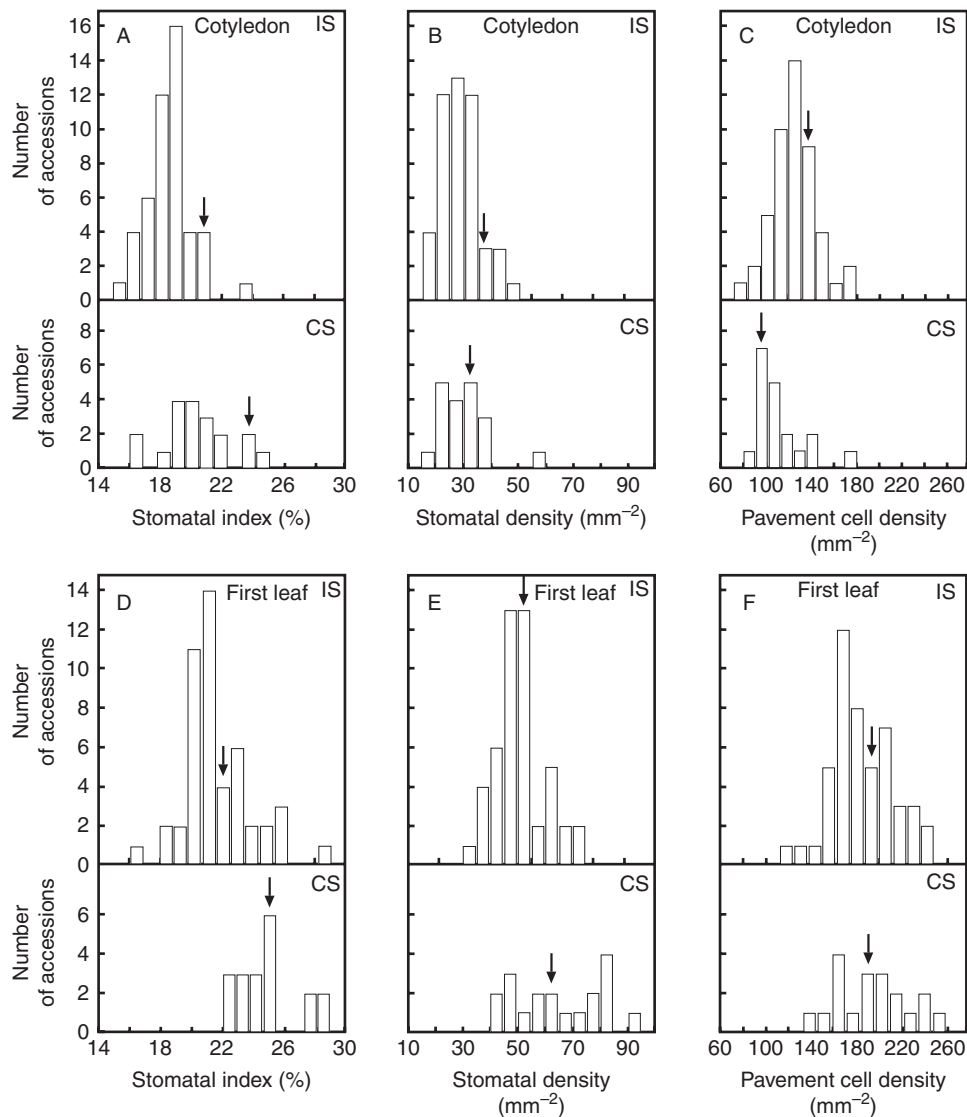 A Cotyledon IS
B Cotyledon IS
C Cotyledon IS
16
14
12
10
8
6
4
2
0
Number
of accessions
CS
CS
CS
8
6
4
2
0
Number
of accessions
14 18 22 26 30
10 30 50 70 90
60 100 140 180 220 260
Stomatal index (%)
Stomatal density (mm−2)
Pavement cell density
(mm−2)
D First leaf IS
E First leaf IS
F First leaf IS
14
12
10
8
6
4
2
0
Number
of accessions
CS
CS
CS
6
4
2
0
Number
of accessions
14 18 22 26 30
10 30 50 70 90
60 100 140 180 220 260
Stomatal index (%)
Stomatal density
(mm−2)
Pavement cell density
(mm−2)